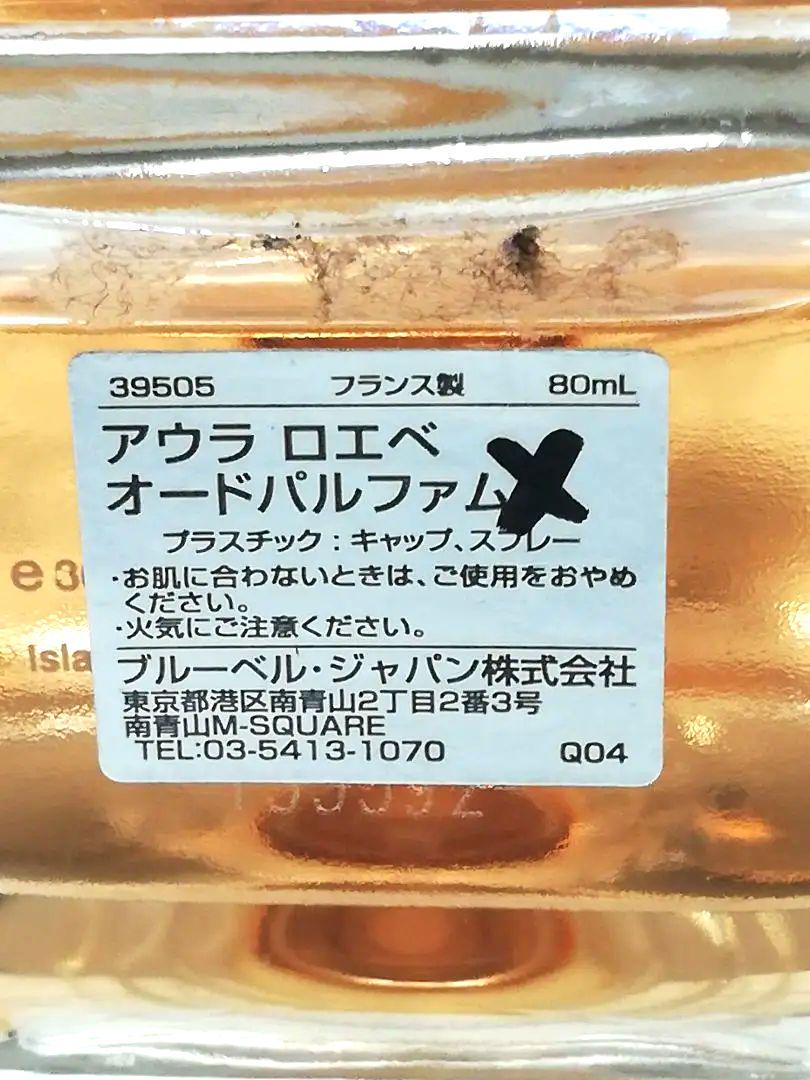 39505 フランス製 80mL
アウラ ロエベ
オードパルファム
プラスチック：キャップ、スプレー
・お肌に合わないときは、ご使用をおやめ
ください。
・火気にご注意ください。
ブルーベル・ジャパン株式会社
東京都港区南青山2丁目2番3号
南青山M-SQUARE
TEL:03-5413-1070 Q04